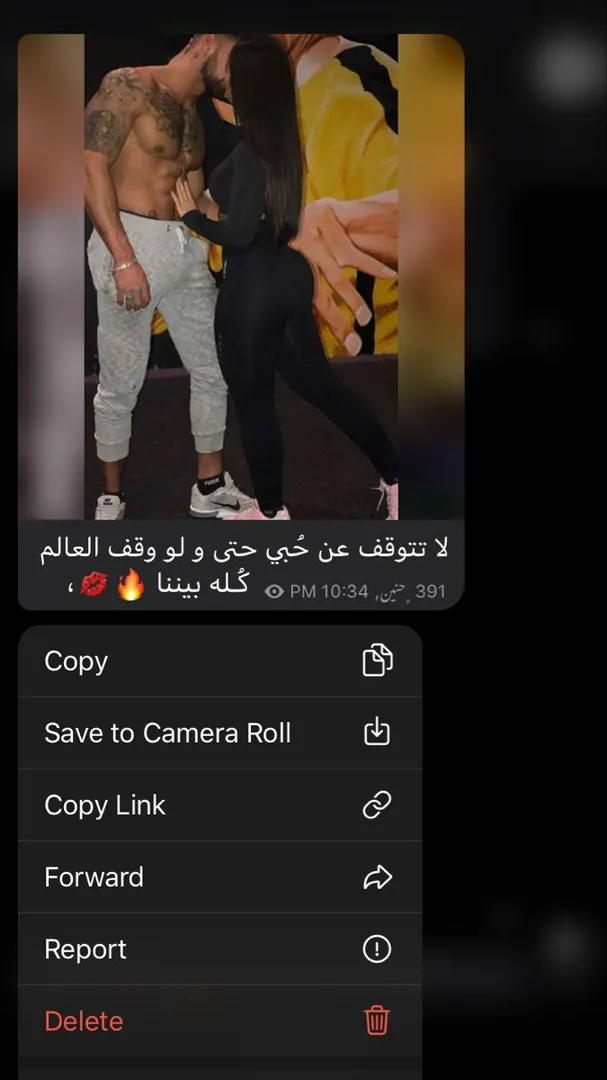 لا تتوقف عن حُبي حتى و لو وقف العالم
كُـله بيننا 🔥 💋 ،
391 حنين, 10:34 PM
Copy
Save to Camera Roll
Copy Link
Forward
Report
Delete